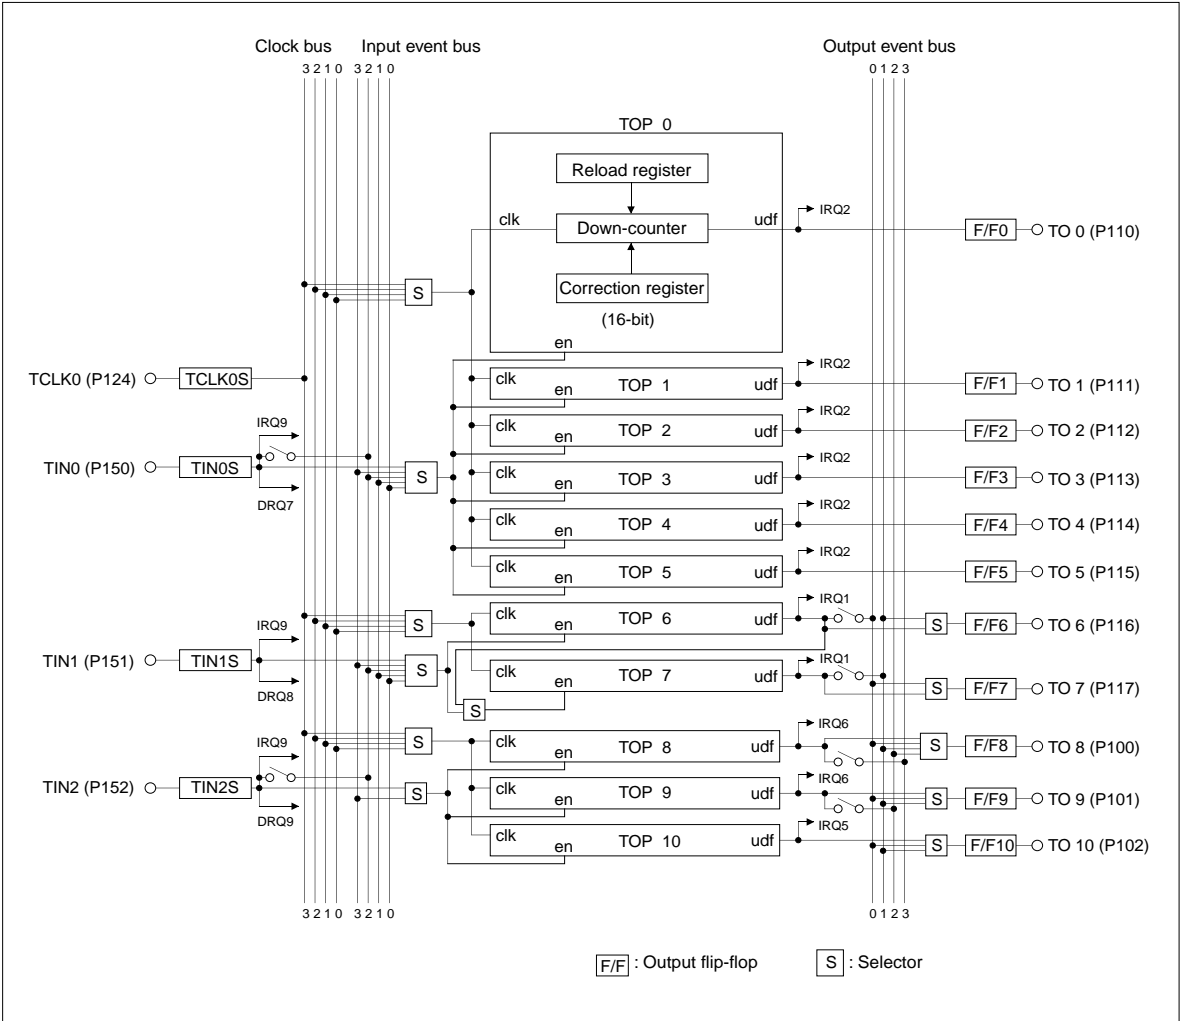 Clock bus Input event bus Output event bus
3 2 1 0 3 2 1 0 0 1 2 3
TOP 0
Reload register
clk Down-counter udf IRQ2 F/F0 TO 0 (P110)
S Correction register
(16-bit)
en
TCLK0 (P124) TCLK0S clk TOP 1 udf IRQ2 F/F1 TO 1 (P111)
en
IRQ9 clk TOP 2 udf IRQ2 F/F2 TO 2 (P112)
en
TIN0 (P150) TIN0S S clk TOP 3 udf IRQ2 F/F3 TO 3 (P113)
en
DRQ7
clk TOP 4 udf IRQ2 F/F4 TO 4 (P114)
en
clk TOP 5 udf IRQ2 F/F5 TO 5 (P115)
en
S clk TOP 6 udf IRQ1 S F/F6 TO 6 (P116)
en
IRQ9
TIN1 (P151) TIN1S S clk TOP 7 udf IRQ1 S F/F7 TO 7 (P117)
en
DRQ8
S
IRQ9 S clk TOP 8 udf IRQ6 S F/F8 TO 8 (P100)
en
TIN2 (P152) TIN2S S clk TOP 9 udf IRQ6 S F/F9 TO 9 (P101)
en
DRQ9
clk TOP 10 udf IRQ5 S F/F10 TO 10 (P102)
en
3 2 1 0 3 2 1 0 0 1 2 3
F/F : Output flip-flop S : Selector